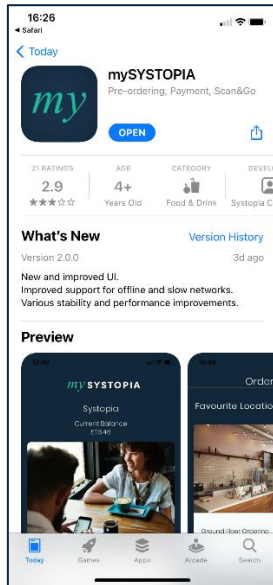 16:26
Safari
Today
my
mySYSTOPIA
Pre-ordering, Payment, Scan&Go
OPEN
21 RATINGS
AGE
CATEGORY
DEVEL
2.9
4+
Years Old
Food & Drink
Systopia C
What's New
Version History
Version 2.0.0
3d ago
New and improved UI.
Improved support for offline and slow networks.
Various stability and performance improvements.
Preview
my SYSTOPIA
Systopia
Current Balance
Order
Favourite Locatio
Ground Floor Ordering
Today
Games
Apps
Arcade
Search